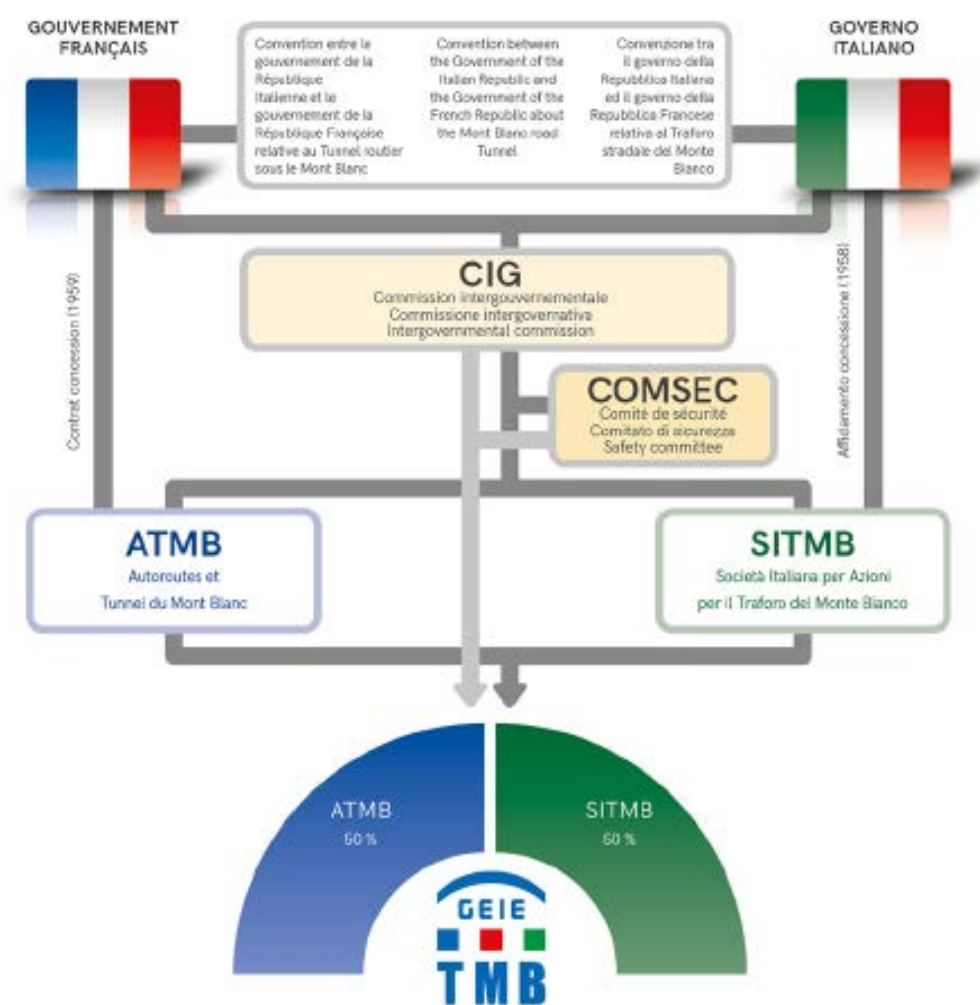 GOUVERNEMENT
FRANÇAIS
Convention entre le
gouvernement de la
République
Italienne et le
gouvernement de la
République Française
relative au Tunnel routier
sous le Mont Blanc
Convention between
the Government of the
Italian Republic and
the Government of the
French Republic about
the Mont Blanc road
Tunnel
Convenzione tra
il governo della
Repubblica Italiana
ed il governo della
Repubblica Francese
relativa al Traforo
stradale del Monte
Bianco
GOVERNO
ITALIANO
CIG
Commission intergouvernementale
Commissione intergovernativa
Intergovernmental commission
COMSEC
Comité de sécurité
Comitato di sicurezza
Safety committee
Contrat concession (1959)
Affidamento concessione (1958)
ATMB
Autoroutes et
Tunnel du Mont Blanc
SITMB
Società Italiana per Azioni
per il Traforo del Monte Bianco
ATMB
50 %
SITMB
50 %
GEIE
TMB